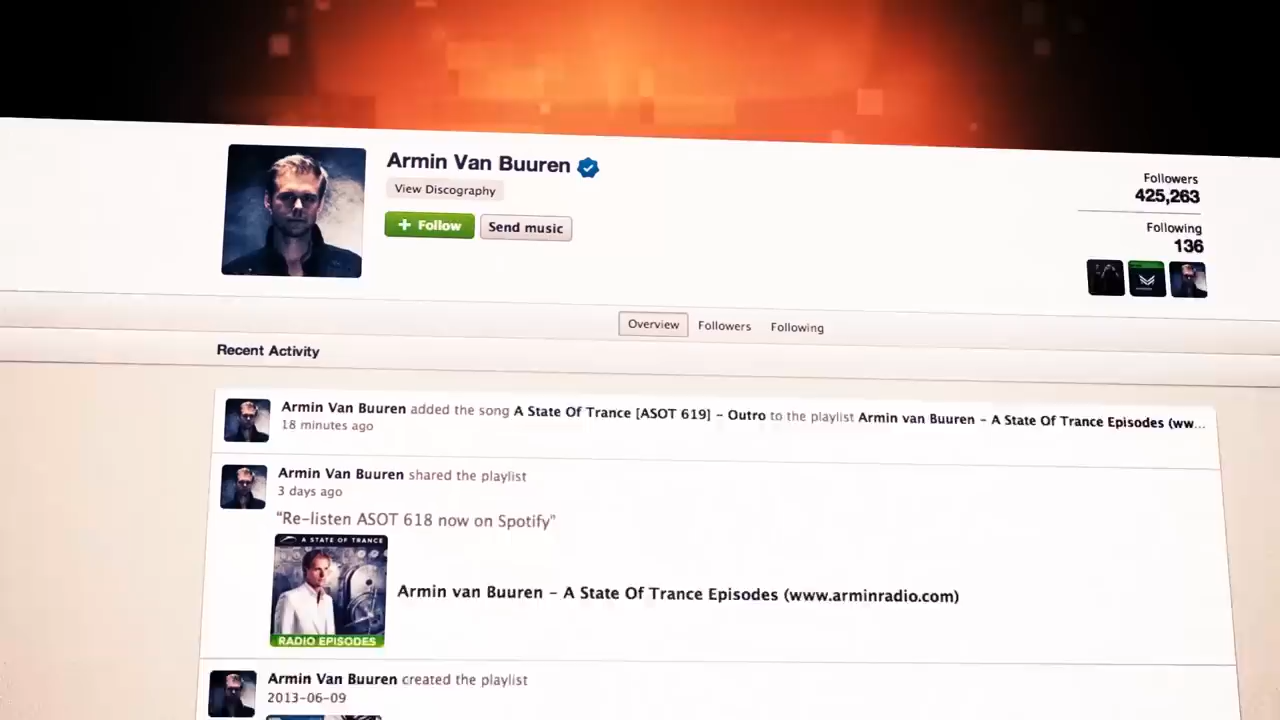 Armin Van Buuren
View Discography
+ Follow
Send music
Followers
425,263
Following
136
Overview
Followers
Following
Recent Activity
Armin Van Buuren added the song A State Of Trance [ASOT 619] - Outro to the playlist Armin van Buuren - A State Of Trance Episodes (ww...
18 minutes ago
Armin Van Buuren shared the playlist
3 days ago
"Re-listen ASOT 618 now on Spotify"
A STATE OF TRANCE
RADIO EPISODES
Armin van Buuren - A State Of Trance Episodes (www.arminradio.com)
Armin Van Buuren created the playlist
2013-06-09